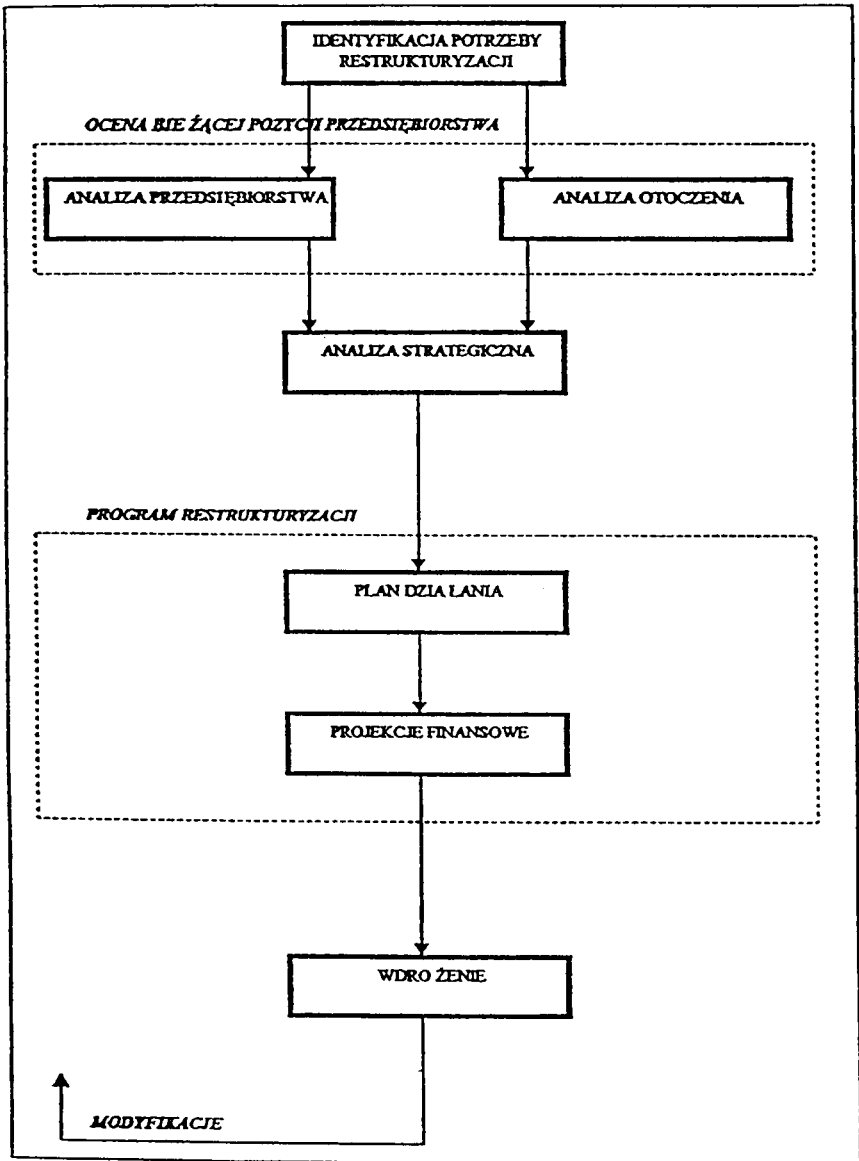 IDENTYFIKACJA POTRZEBY
RESTRUKTURYZACJI
OCENA BIE ŻĄCEJ POZYCJI PRZEDSIĘBIORSTWA
ANALIZA PRZEDSIĘBIORSTWA
ANALIZA OTOCZENIA
ANALIZA STRATEGICZNA
PROGRAM RESTRUKTURYZACJI
PLAN DZIA ŁANIA
PROJEKCJE FINANSOWE
WDRO ŻENIE
MODYFIKACJE